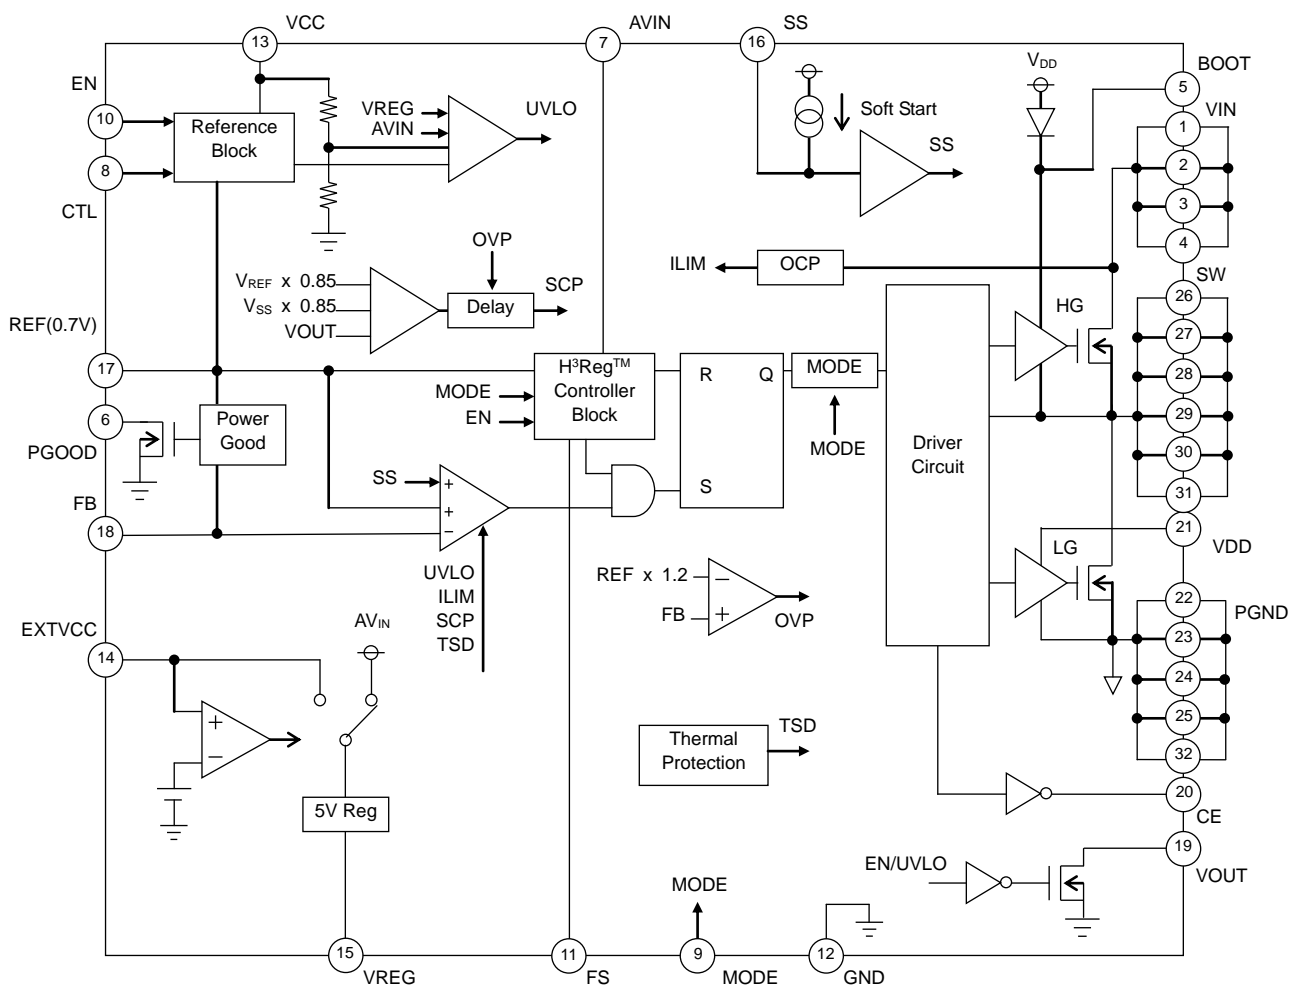 VCC
13
AVIN
7
SS
16
BOOT
5
EN
10
CTL
8
Reference
Block
VREG
AVIN
UVLO
Soft Start
SS
VDD
VIN
1
2
3
4
OVP
VREF x 0.85
VSS x 0.85
VOUT
Delay
SCP
ILIM
OCP
SW
26
27
28
29
30
31
HG
REF(0.7V)
17
6
PGOOD
Power
Good
MODE
EN
H³Reg™
Controller
Block
R
Q
S
MODE
MODE
Driver
Circuit
FB
18
SS
+
+
−
UVLO
ILIM
SCP
TSD
REF x 1.2
−
FB
+
OVP
LG
21
VDD
22
PGND
23
24
25
32
EXTVCC
14
AVIN
+
−
5V Reg
Thermal
Protection
TSD
20
CE
19
VOUT
EN/UVLO
MODE
15
VREG
11
FS
9
MODE
12
GND